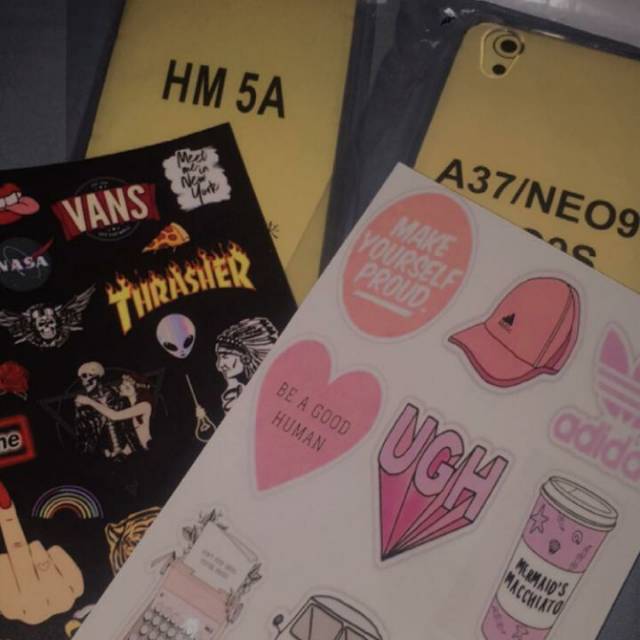 HM 5A
A37/NEO9
Meet
me in
New
York
VANS
NASA
THRASHER
MAKE
YOURSELF
PROUD.
BE A GOOD
HUMAN
UGH
adidas
MERMAID'S
MACCHIATO